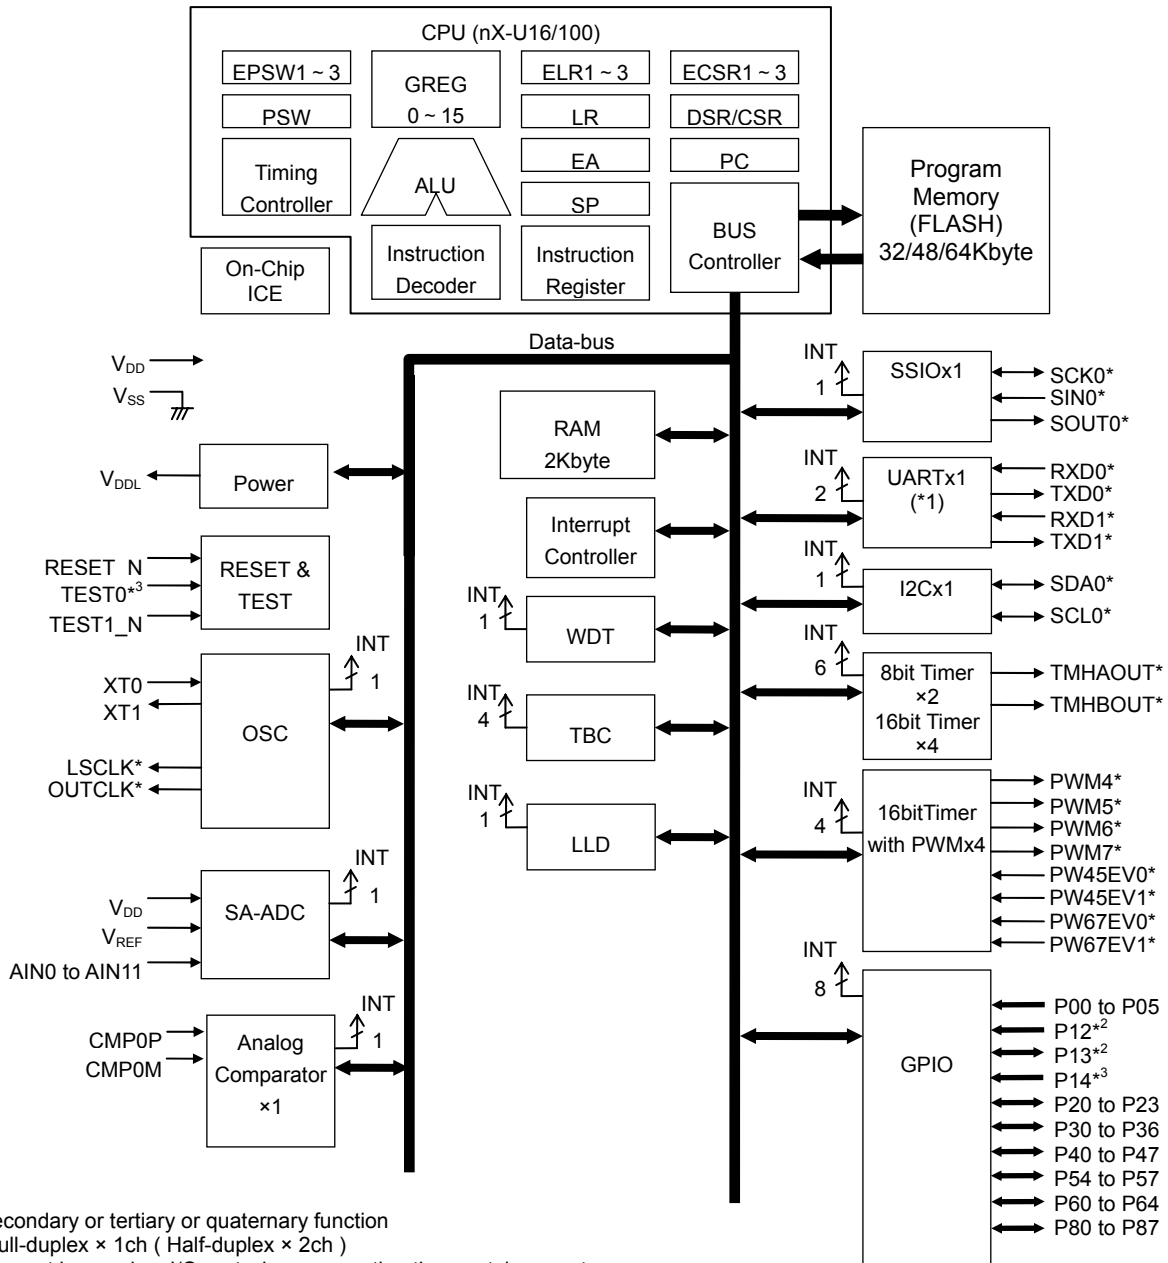 CPU (nX-U16/100)
EPSW1 ~ 3
GREG
0 ~ 15
ELR1 ~ 3
ECSR1 ~ 3
PSW
LR
DSR/CSR
Timing
Controller
ALU
EA
PC
SP
BUS
Controller
Program
Memory
(FLASH)
32/48/64Kbyte
On-Chip
ICE
Instruction
Decoder
Instruction
Register
Data-bus
VDD
VSS
VDDL
Power
RESET_N
TEST0*3
TEST1_N
RESET &
TEST
XT0
XT1
LSCLK*
OUTCLK*
OSC
INT
1
VDD
VREF
AIN0 to AIN11
SA-ADC
INT
1
CMP0P
CMP0M
Analog
Comparator
×1
INT
1
RAM
2Kbyte
Interrupt
Controller
INT
1
WDT
INT
4
TBC
INT
1
LLD
INT
1
SSIOx1
SCK0*
SIN0*
SOUT0*
INT
2
UARTx1
(*1)
RXD0*
TXD0*
RXD1*
TXD1*
INT
1
I2Cx1
SDA0*
SCL0*
INT
6
8bit Timer
×2
16bit Timer
×4
TMHAOUT*
TMHBOUT*
INT
4
16bitTimer
with PWMx4
PWM4*
PWM5*
PWM6*
PWM7*
PW45EV0*
PW45EV1*
PW67EV0*
PW67EV1*
INT
8
GPIO
P00 to P05
P12*2
P13*2
P14*3
P20 to P23
P30 to P36
P40 to P47
P54 to P57
P60 to P64
P80 to P87
or tertiary or quaternary function
× 1ch ( Half-duplex × 2ch )